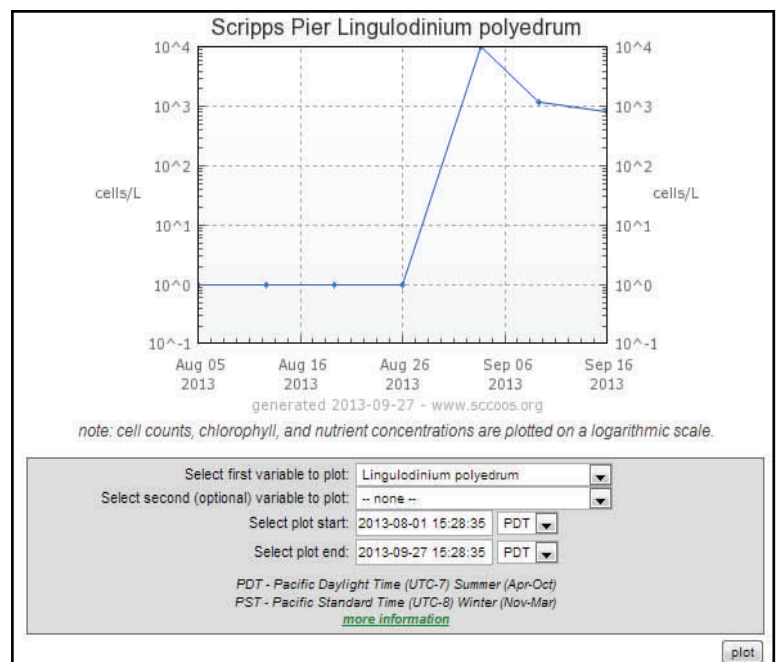 Scripps Pier Lingulodinium polyedrum
10^4 10^4
10^3 10^3
10^2 10^2
cells/L cells/L
10^1 10^1
10^0 10^0
10^-1 10^-1
Aug 05 Aug 16 Aug 26 Sep 06 Sep 16
2013 2013 2013 2013 2013
generated 2013-09-27 - www.sccoos.org
note: cell counts, chlorophyll, and nutrient concentrations are plotted on a logarithmic scale.
Select first variable to plot: Lingulodinium polyedrum
Select second (optional) variable to plot: -- none --
Select plot start: 2013-08-01 15:28:35 PDT
Select plot end: 2013-09-27 15:28:35 PDT
PDT - Pacific Daylight Time (UTC-7) Summer (Apr-Oct)
PST - Pacific Standard Time (UTC-8) Winter (Nov-Mar)
more information
plot